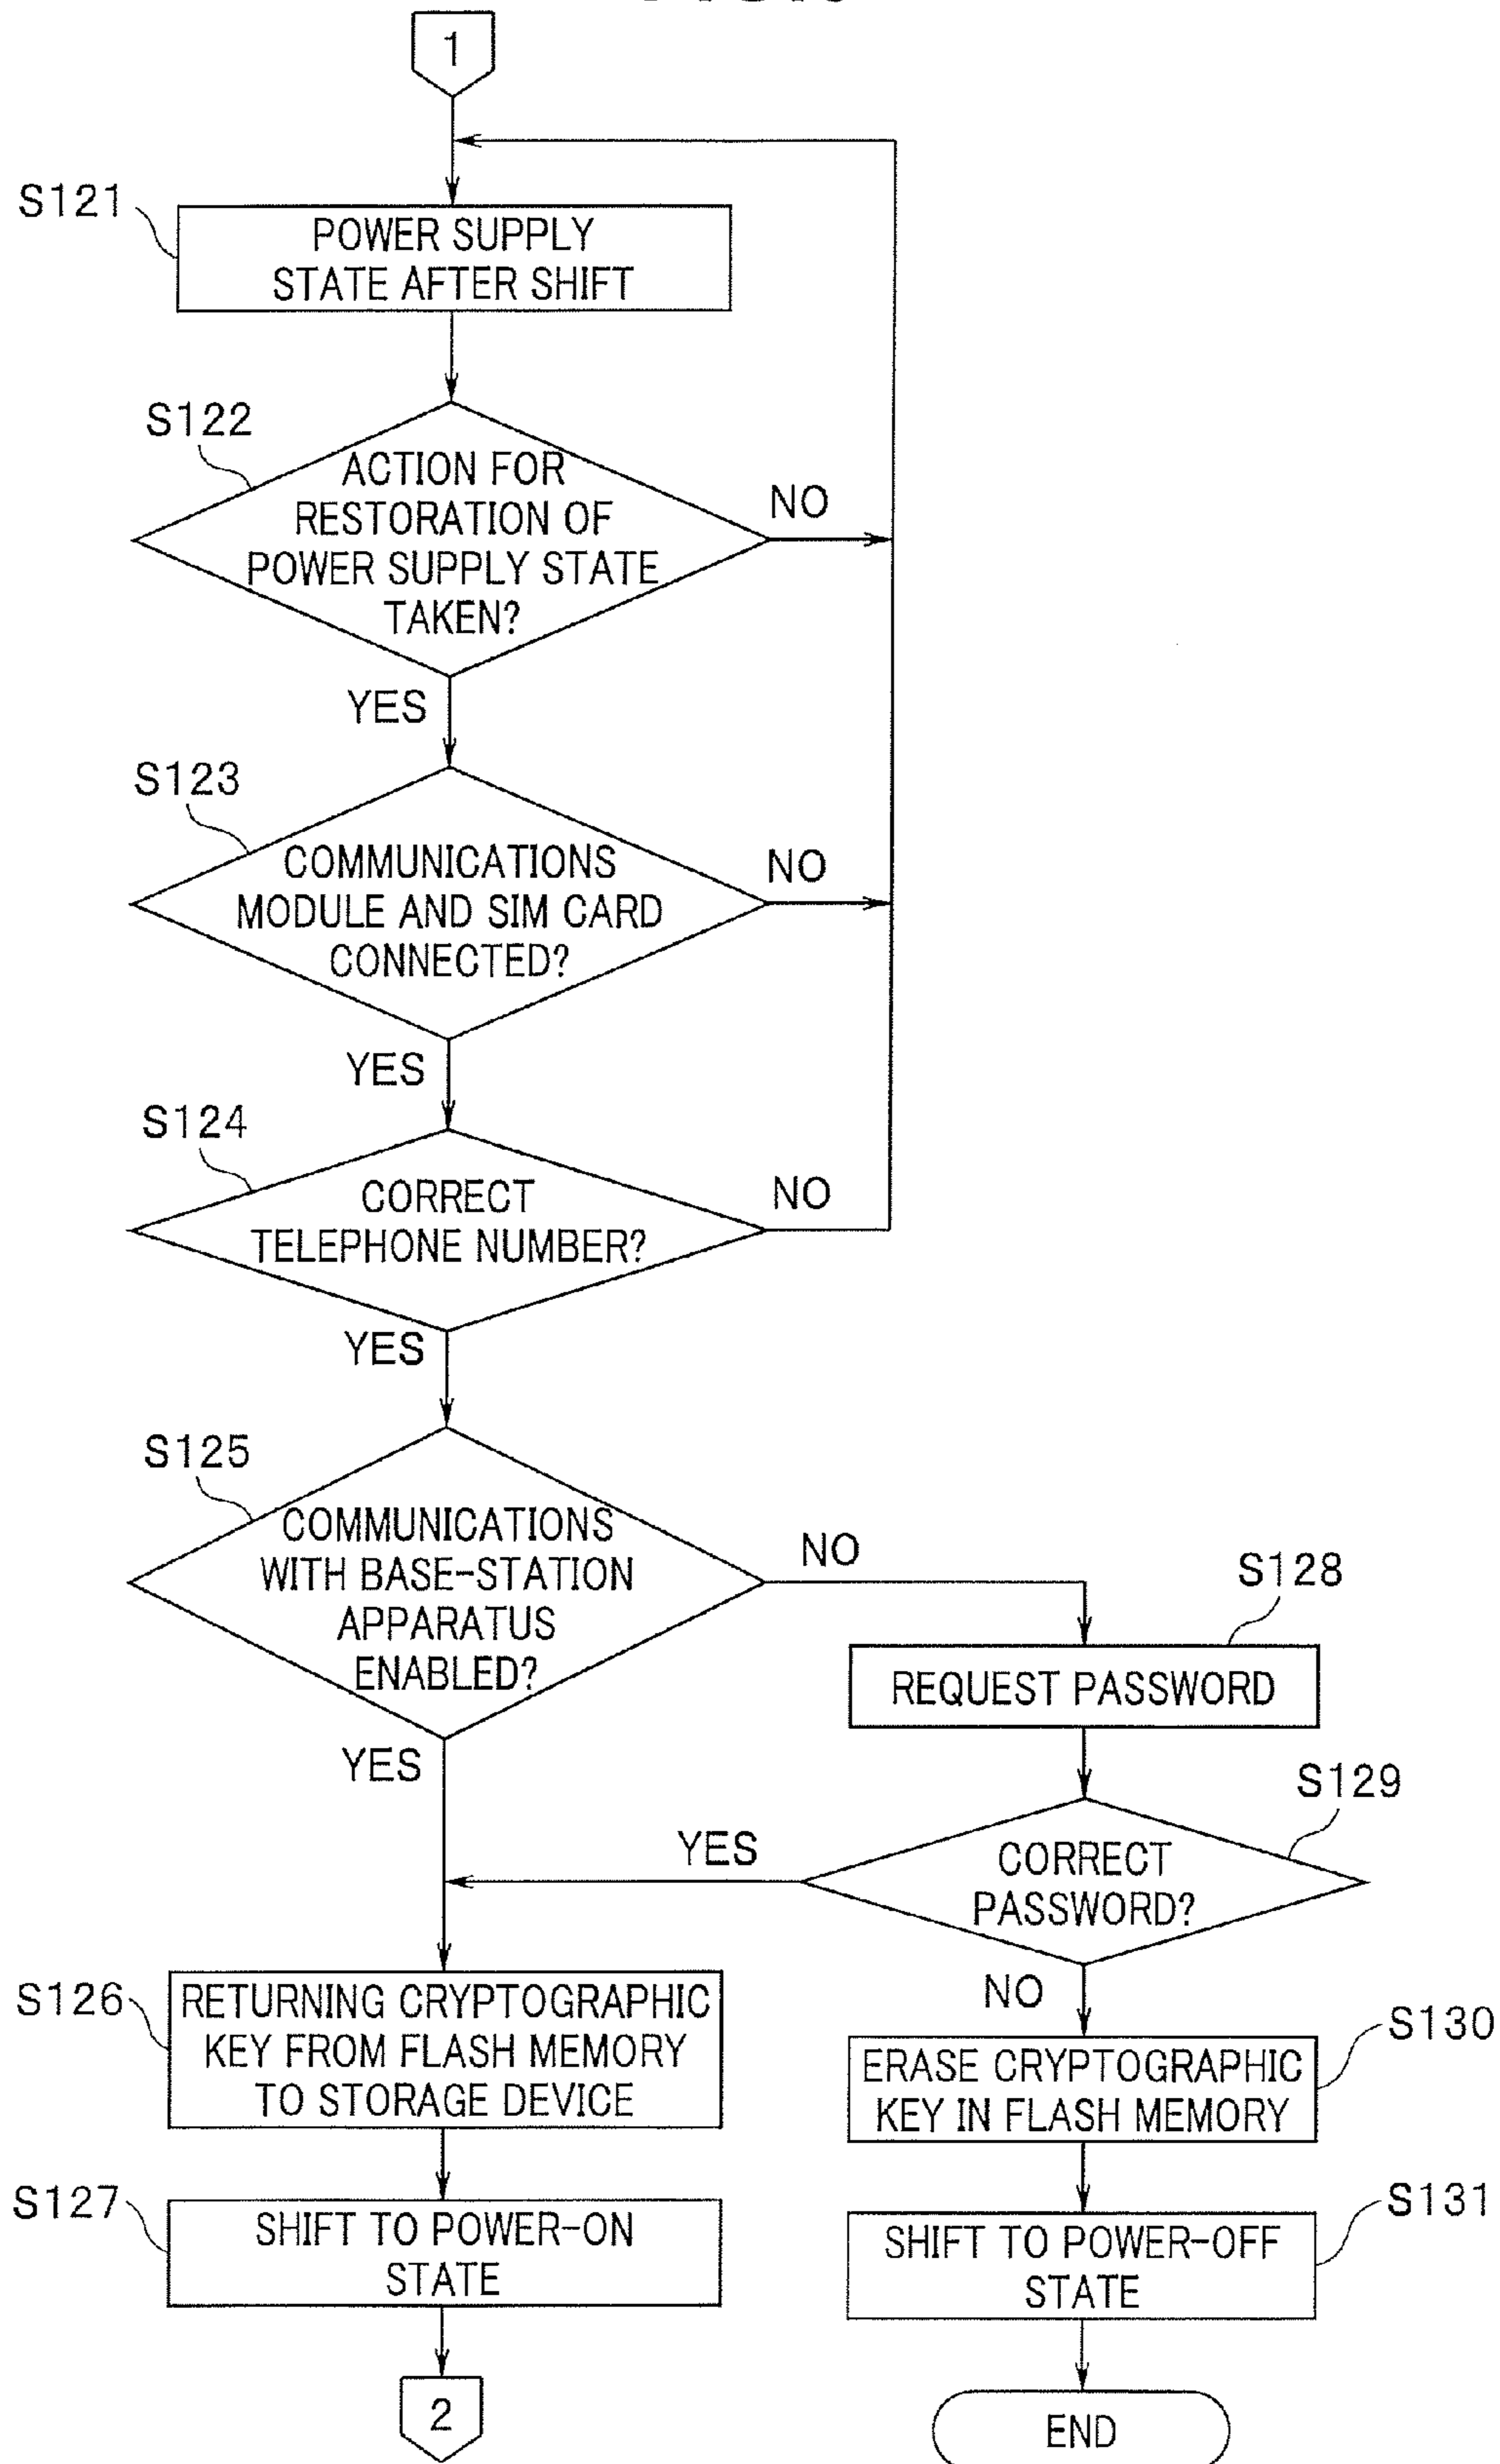 1
S121
POWER SUPPLY
STATE AFTER SHIFT
S122
ACTION FOR
RESTORATION OF
POWER SUPPLY STATE
TAKEN?
NO
YES
S123
COMMUNICATIONS
MODULE AND SIM CARD
CONNECTED?
NO
YES
S124
CORRECT
TELEPHONE NUMBER?
NO
YES
S125
COMMUNICATIONS
WITH BASE-STATION
APPARATUS
ENABLED?
NO
YES
S128
REQUEST PASSWORD
S129
CORRECT
PASSWORD?
YES
NO
S126
RETURNING CRYPTOGRAPHIC
KEY FROM FLASH MEMORY
TO STORAGE DEVICE
S130
ERASE CRYPTOGRAPHIC
KEY IN FLASH MEMORY
S127
SHIFT TO POWER-ON
STATE
S131
SHIFT TO POWER-OFF
STATE
2
END